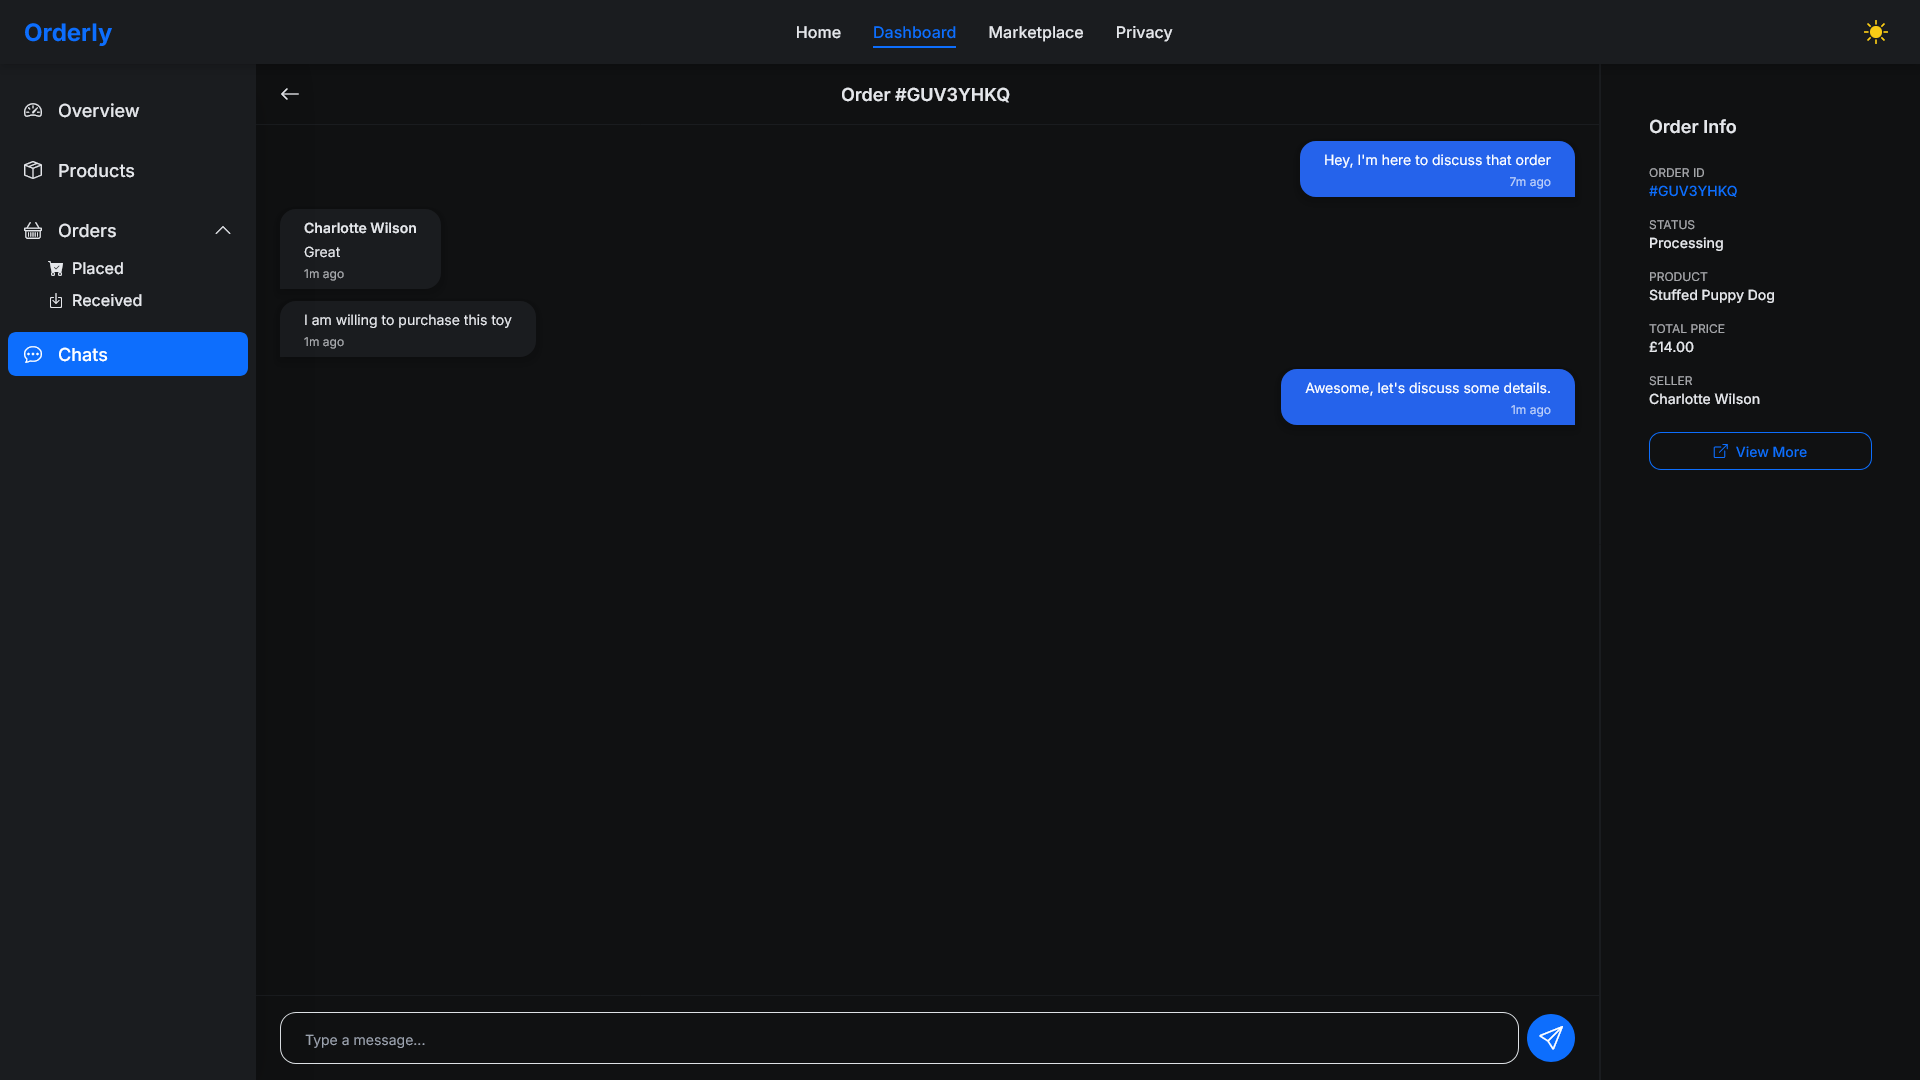 Orderly
Home
Dashboard
Marketplace
Privacy
Overview
Products
Orders
Placed
Received
Chats
Order #GUV3YHKQ
Hey, I'm here to discuss that order
7m ago
Charlotte Wilson
Great
1m ago
I am willing to purchase this toy
1m ago
Awesome, let's discuss some details.
1m ago
Type a message...
Order Info
ORDER ID
#GUV3YHKQ
STATUS
Processing
PRODUCT
Stuffed Puppy Dog
TOTAL PRICE
£14.00
SELLER
Charlotte Wilson
View More